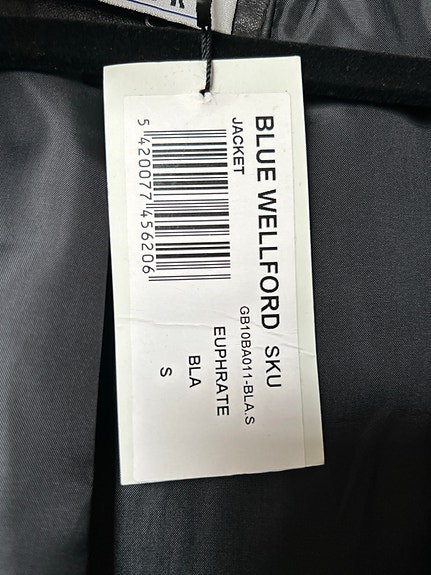 BLUE WELLFORD SKU
JACKET
GB10BA011-BLA.S
5 420077 456206
EUPHRATE
BLA
S